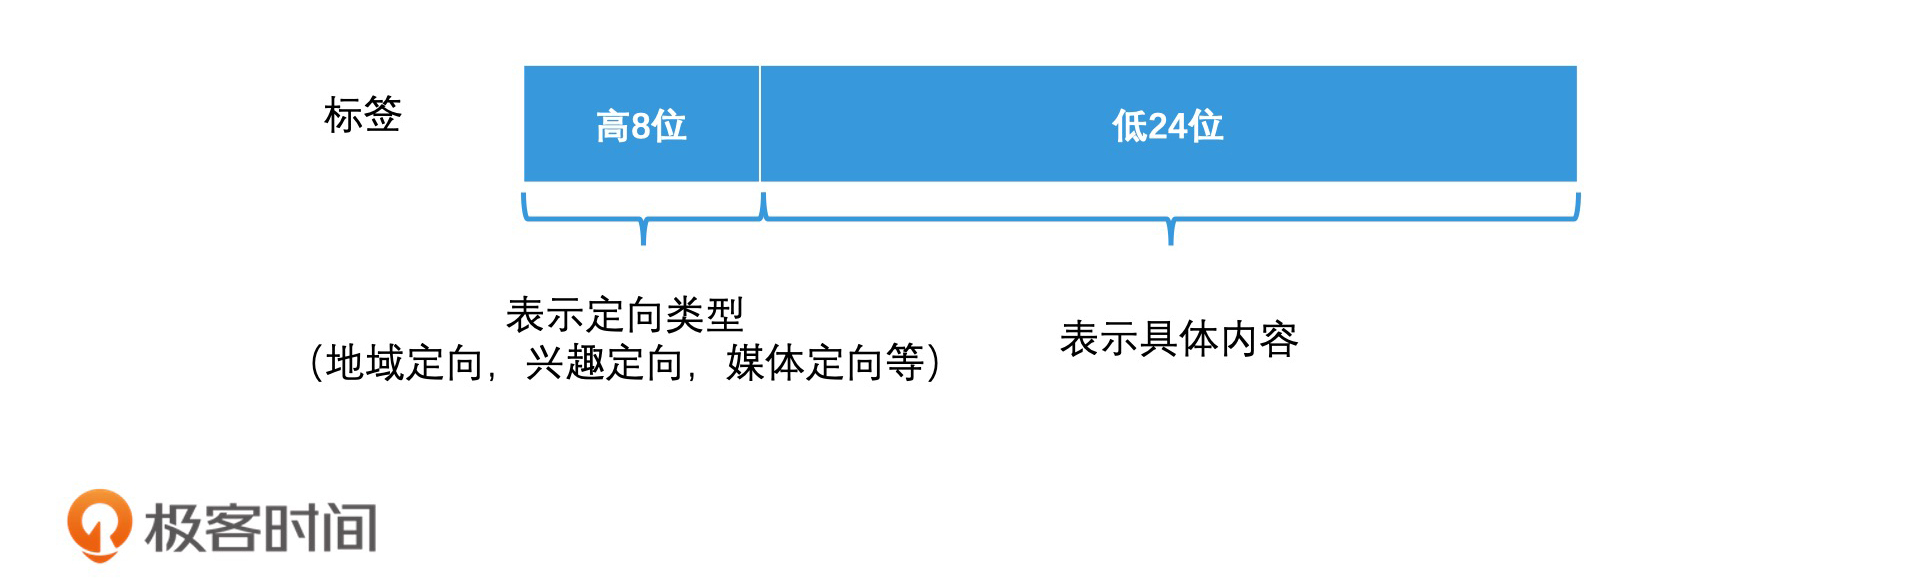 标签
高8位
低24位
表示定向类型
（地域定向，兴趣定向，媒体定向等）
表示具体内容
极客时间